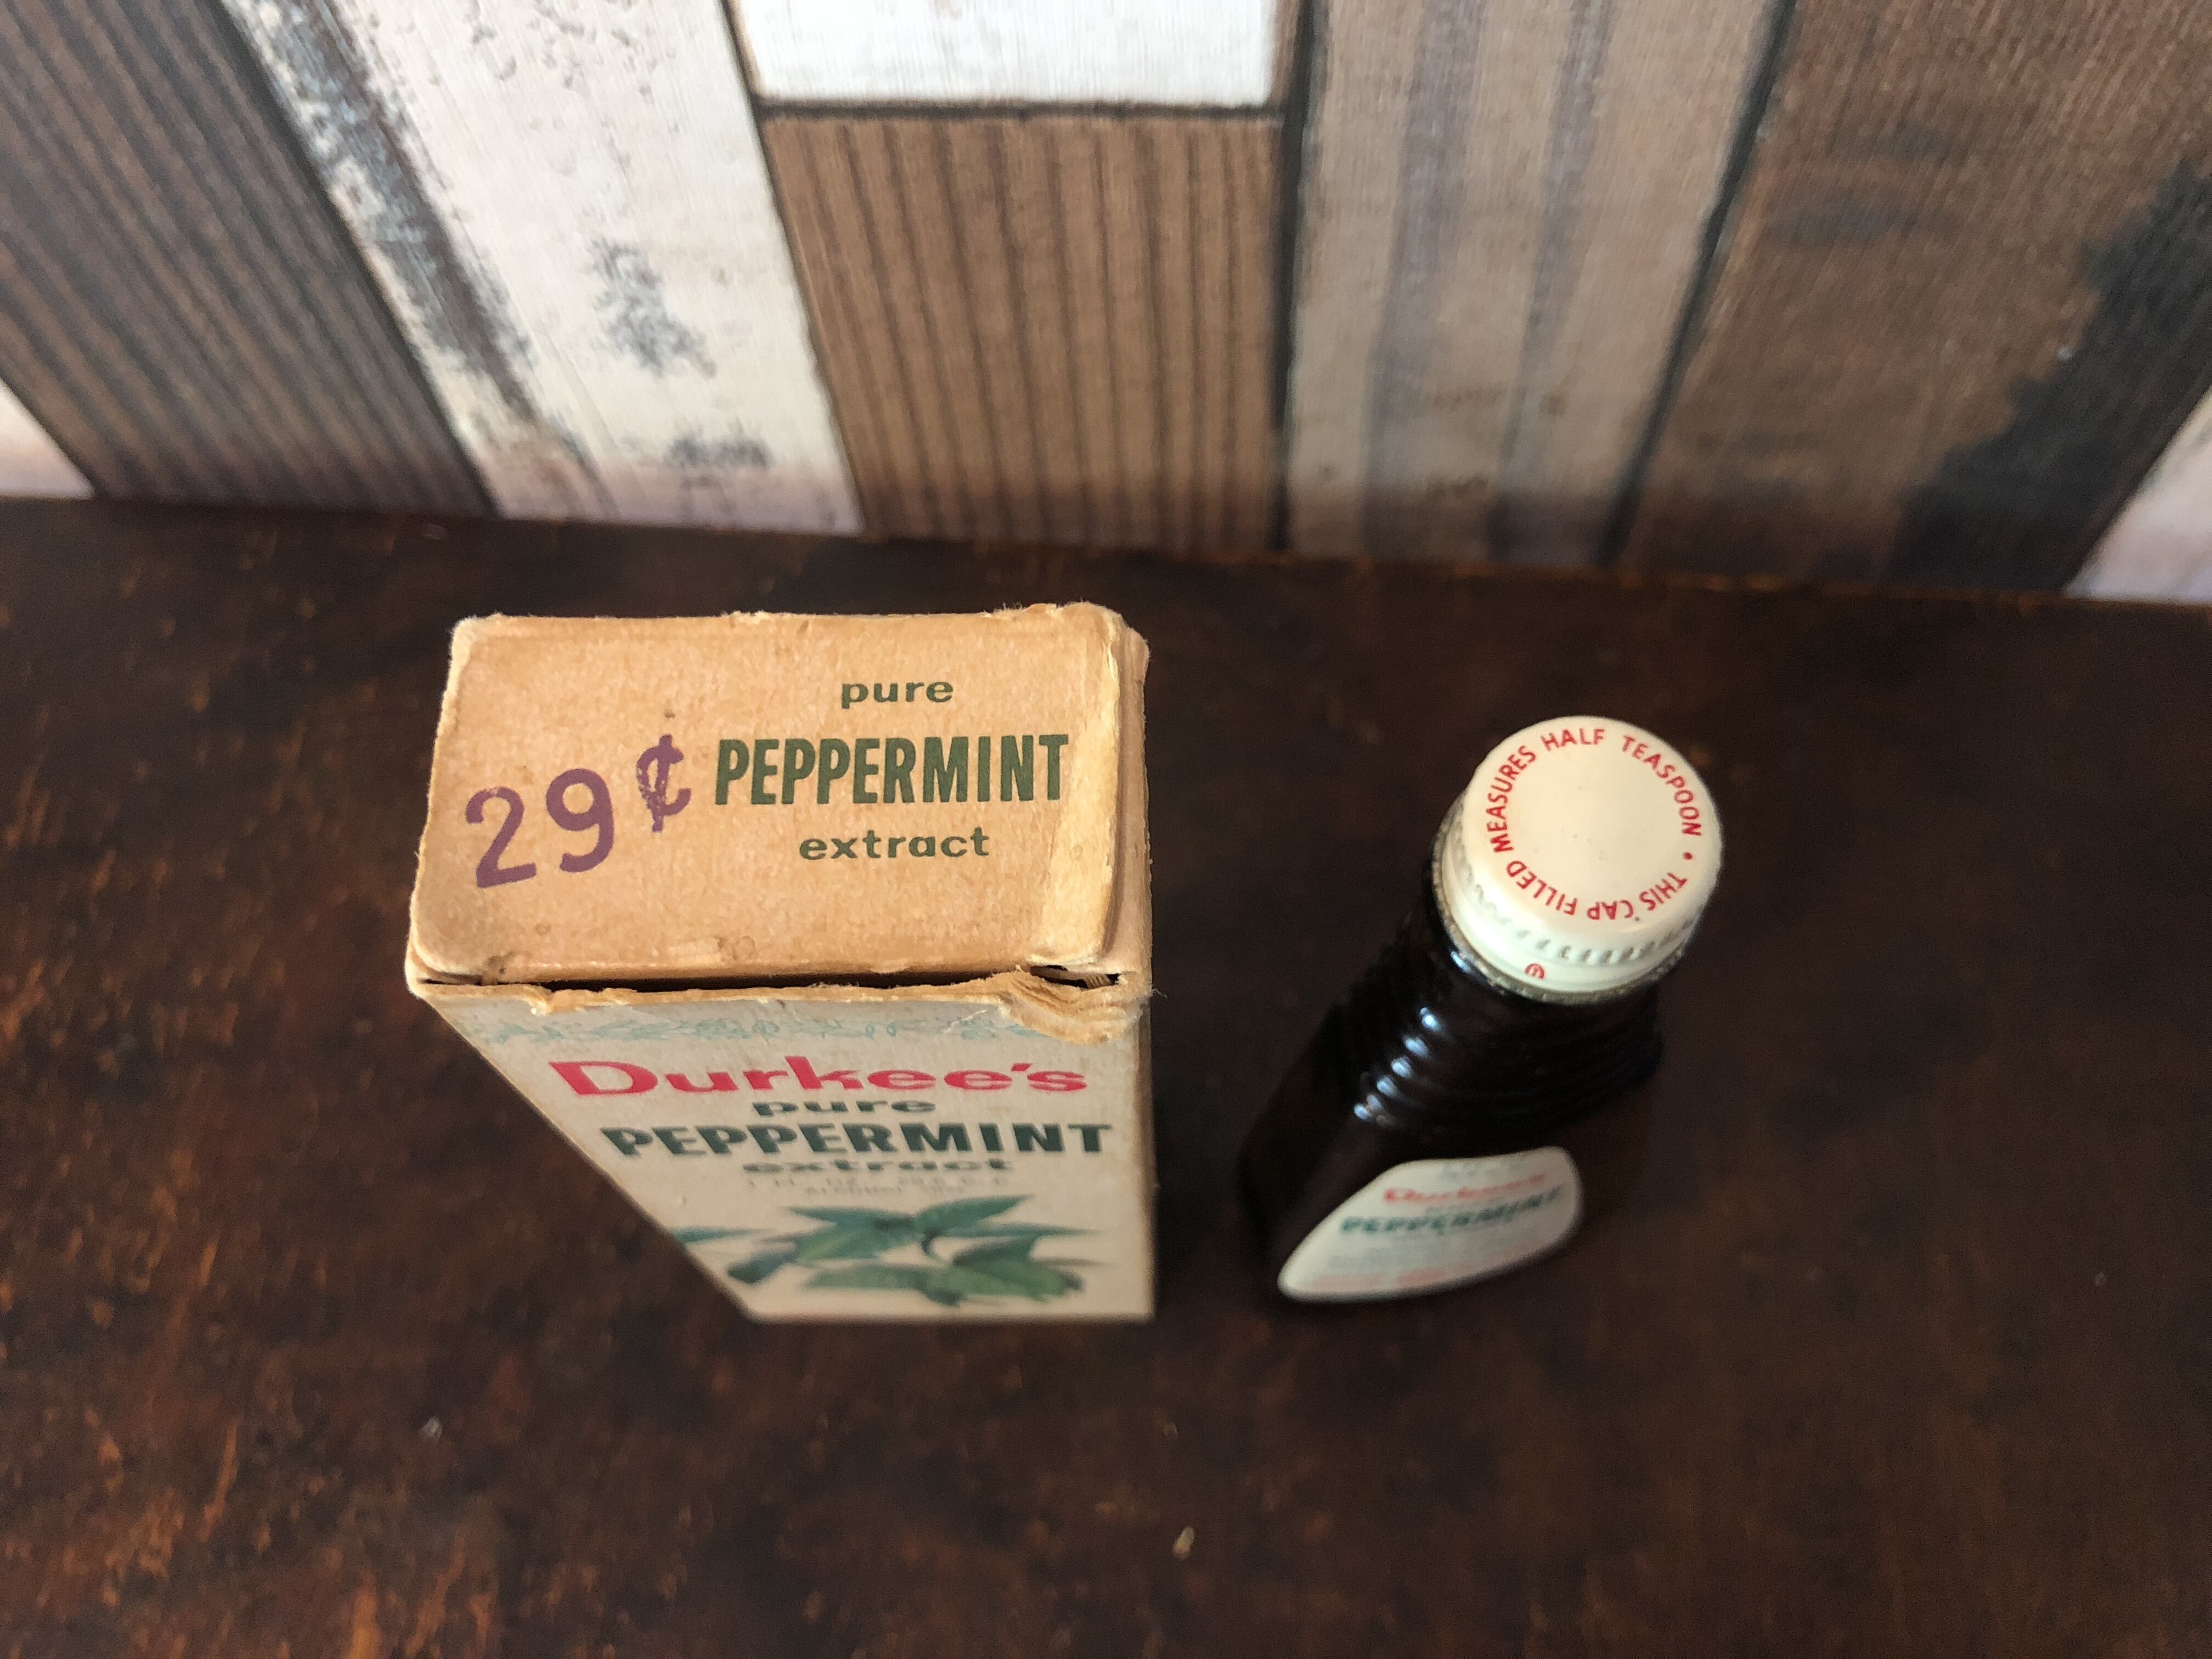 pure
29¢ PEPPERMINT
extract
Durkee's
pure
PEPPERMINT
extract
THIS CAP FILLED MEASURES HALF TEASPOON •
Durkee's
PEPPERMINT